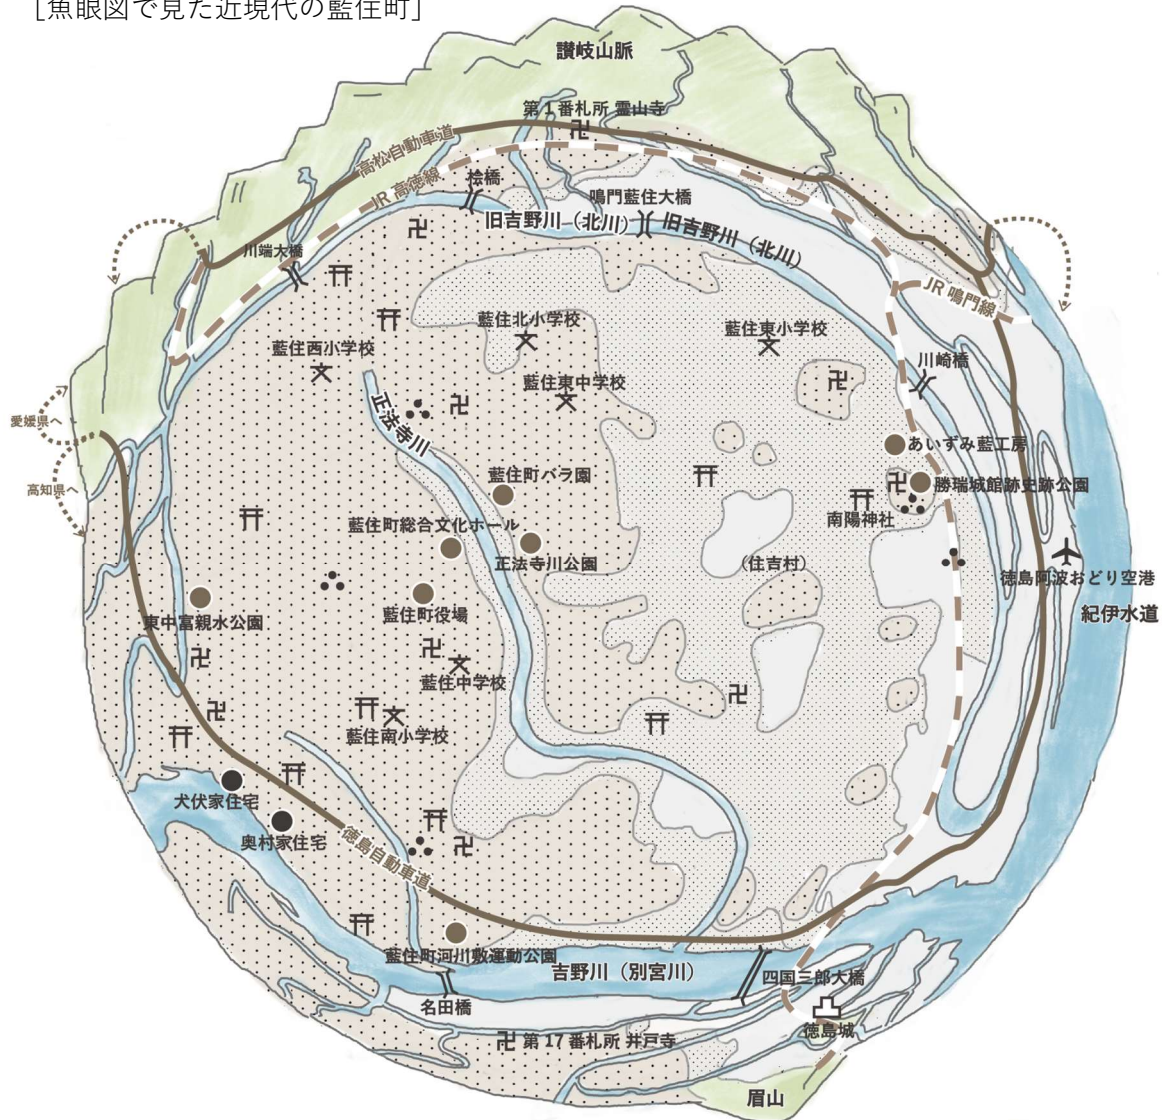 ［魚眼図で見た近現代の藍住町］
讃岐山脈
第1番札所 霊山寺
高松自動車道
JR 高徳線
桧橋
鳴門藍住大橋
旧吉野川（北川）
旧吉野川（北川）
川端大橋
JR 鳴門線
藍住北小学校
藍住東小学校
藍住西小学校
川崎橋
藍住東中学校
正法寺川
愛媛県へ
あいずみ藍工房
藍住町バラ園
勝瑞城館跡史跡公園
高知県へ
南陽神社
藍住町総合文化ホール
正法寺川公園
（住吉村）
徳島阿波おどり空港
藍住町役場
紀伊水道
東中富親水公園
藍住中学校
藍住南小学校
犬伏家住宅
奥村家住宅
徳島自動車道
藍住町河川敷運動公園
吉野川（別宮川）
四国三郎大橋
名田橋
徳島城
第17番札所 井戸寺
眉山